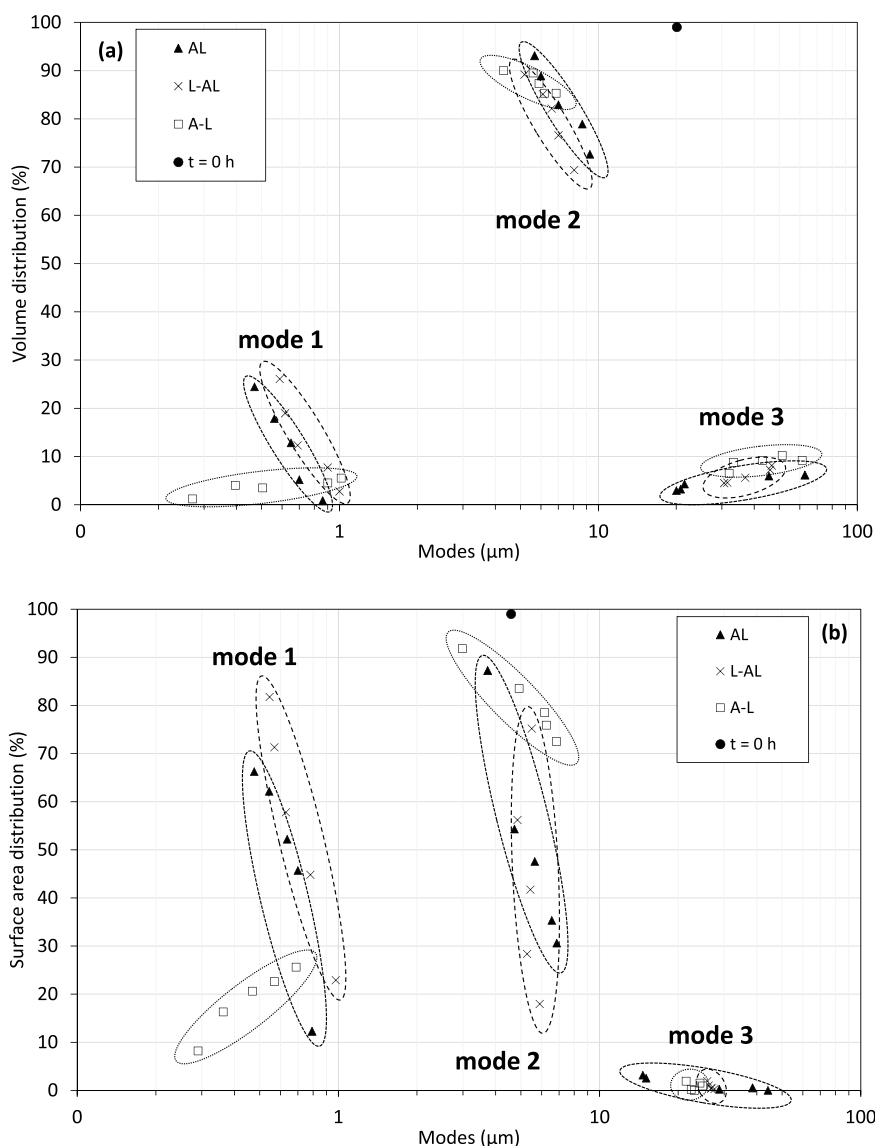 100
90
80
70
60
50
40
30
20
10
0
Volume distribution (%)
(a)
AL
L-AL
A-L
t = 0 h
mode 1
mode 2
mode 3
0
1
10
100
Modes (µm)
100
90
80
70
60
50
40
30
20
10
0
Surface area distribution (%)
(b)
AL
L-AL
A-L
t = 0 h
mode 1
mode 2
mode 3
0
1
10
100
Modes (µm)